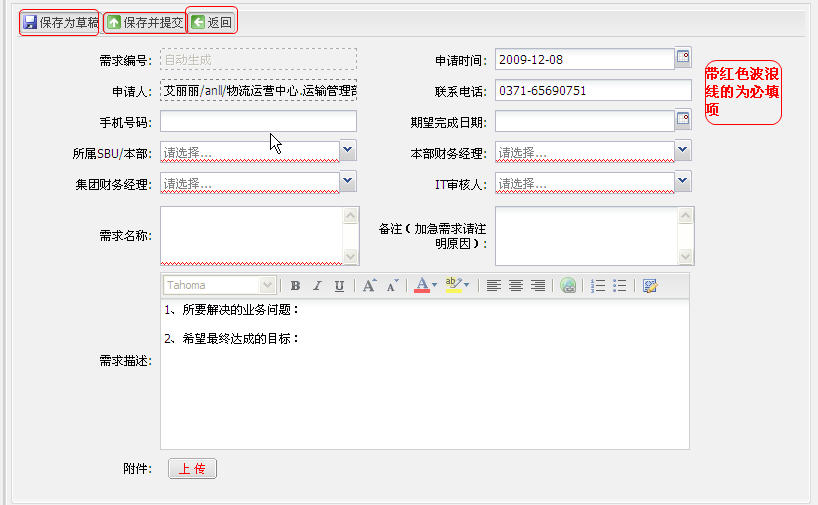 保存为草稿 保存并提交 返回
需求编号: 自动生成 申请时间: 2009-12-08
申请人: 艾丽丽/anll/物流运营中心.运输管理部 联系电话: 0371-65690751
手机号码: 期望完成日期:
所属SBU/本部: 请选择... 本部财务经理: 请选择...
集团财务经理: 请选择... IT审核人: 请选择...
需求名称: 备注（加急需求请注
明原因）:
带红色波浪
线的为必填
项
Tahoma B I U A A A ab
需求描述:
1、所要解决的业务问题：
2、希望最终达成的目标：
附件: 上传